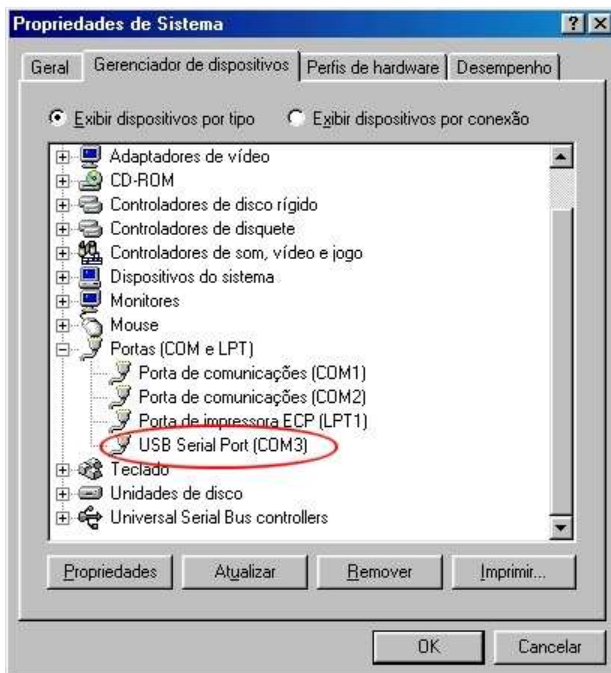 Propriedades de Sistema
Geral Gerenciador de dispositivos Perfis de hardware Desempenho
Exibir dispositivos por tipo Exibir dispositivos por conexão
Adaptadores de vídeo
CD-ROM
Controladores de disco rígido
Controladores de disquete
Controladores de som, vídeo e jogo
Dispositivos do sistema
Monitores
Mouse
Portas (COM e LPT)
Porta de comunicações (COM1)
Porta de comunicações (COM2)
Porta de impressora ECP (LPT1)
USB Serial Port (COM3)
Teclado
Unidades de disco
Universal Serial Bus controllers
Propriedades Atualizar Remover Imprimir...
OK Cancelar